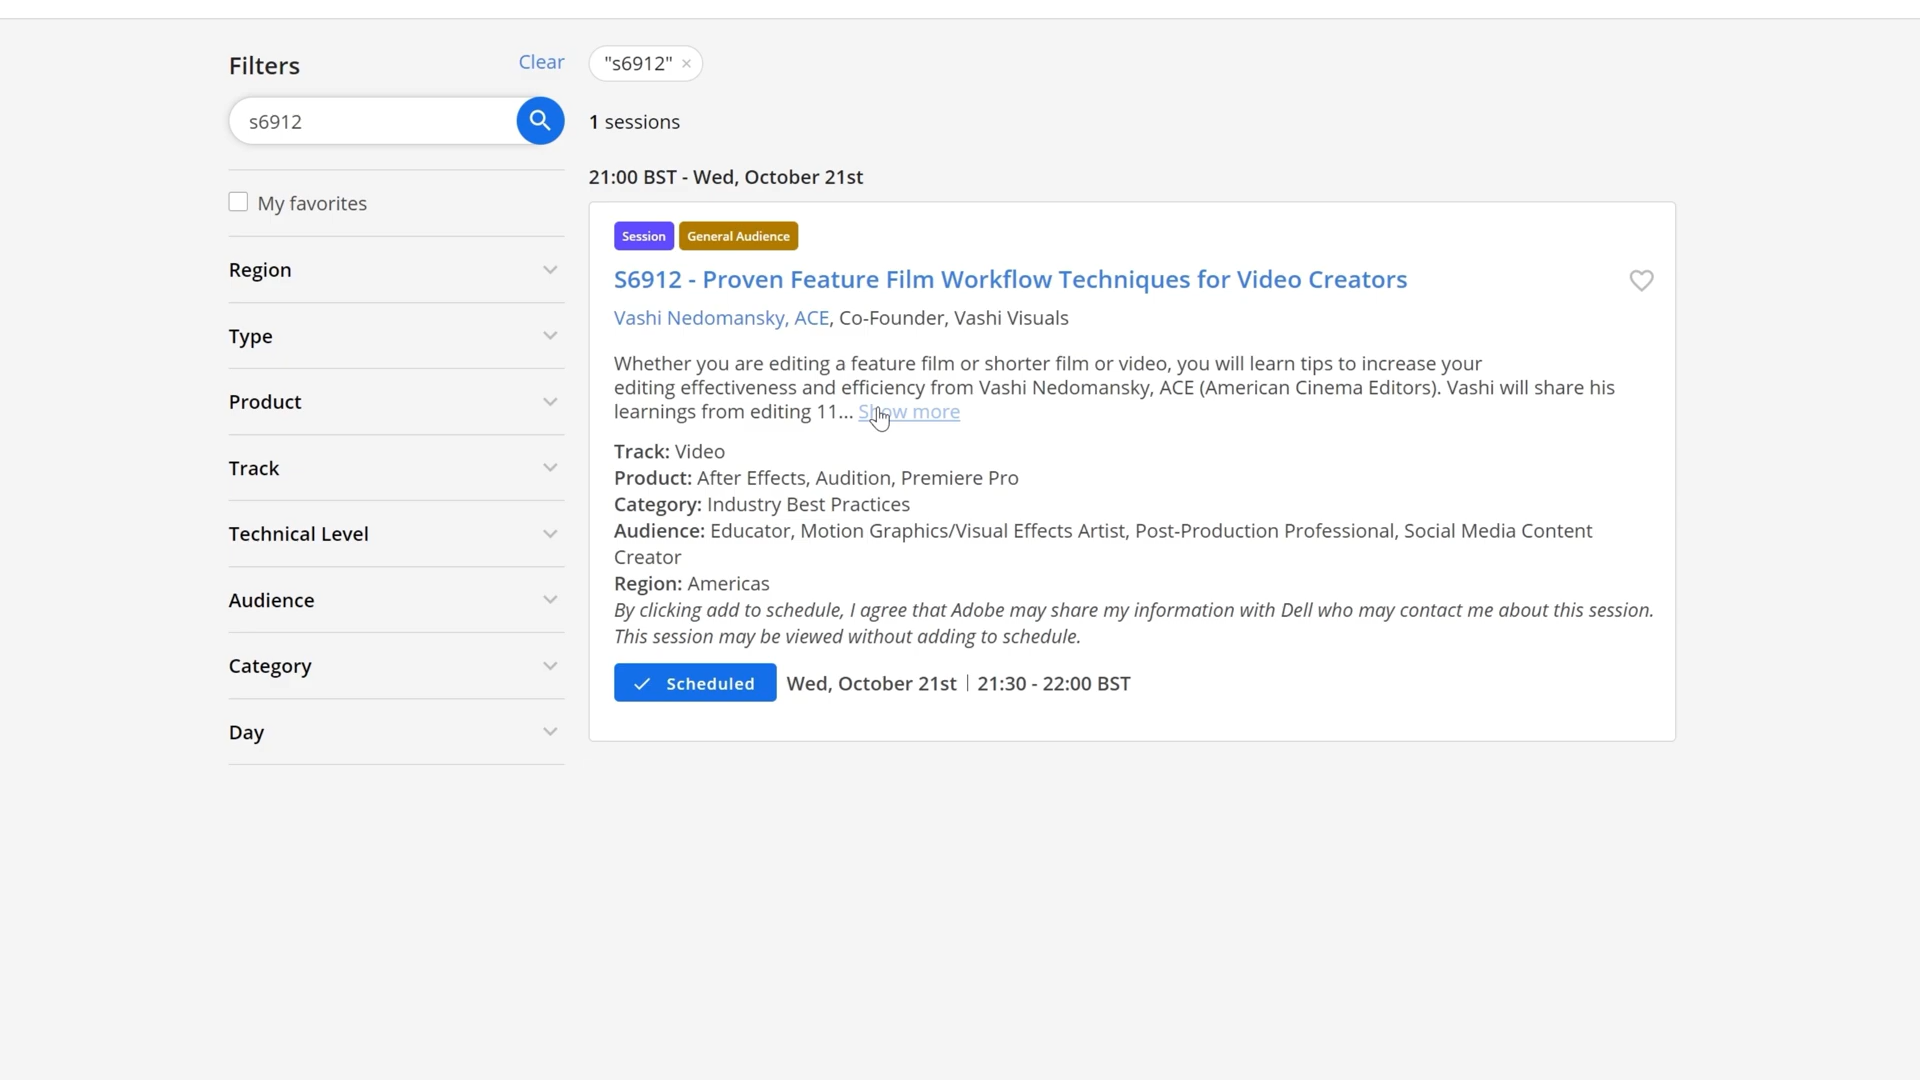 Filters
Clear
"s6912" ×
s6912
1 sessions
My favorites
21:00 BST - Wed, October 21st
Region
Type
Product
Track
Technical Level
Audience
Category
Day
Session
General Audience
S6912 - Proven Feature Film Workflow Techniques for Video Creators
Vashi Nedomansky, ACE, Co-Founder, Vashi Visuals
Whether you are editing a feature film or shorter film or video, you will learn tips to increase your
editing effectiveness and efficiency from Vashi Nedomansky, ACE (American Cinema Editors). Vashi will share his
learnings from editing 11... Show more
Track: Video
Product: After Effects, Audition, Premiere Pro
Category: Industry Best Practices
Audience: Educator, Motion Graphics/Visual Effects Artist, Post-Production Professional, Social Media Content
Creator
Region: Americas
By clicking add to schedule, I agree that Adobe may share my information with Dell who may contact me about this session.
This session may be viewed without adding to schedule.
Scheduled
Wed, October 21st | 21:30 - 22:00 BST